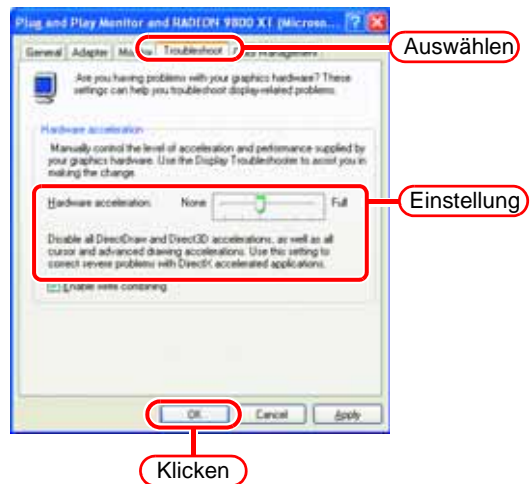 Plug and Play Monitor and RADEON 9800 XT (Microso...
Auswählen
General Adapter Troubleshoot Management
Are you having problems with your graphics hardware? These
settings can help you troubleshoot display-related problems.
Hardware acceleration
Manually control the level of acceleration and performance supplied by
your graphics hardware. Use the Display Troubleshooter to assist you in
making the change.
Hardware acceleration: None Full
Einstellung
Disable all DirectDraw and Direct3D accelerations, as well as all
cursor and advanced drawing accelerations. Use this setting to
correct severe problems with DirectX accelerated applications.
Enable write combining
OK Cancel Apply
Klicken